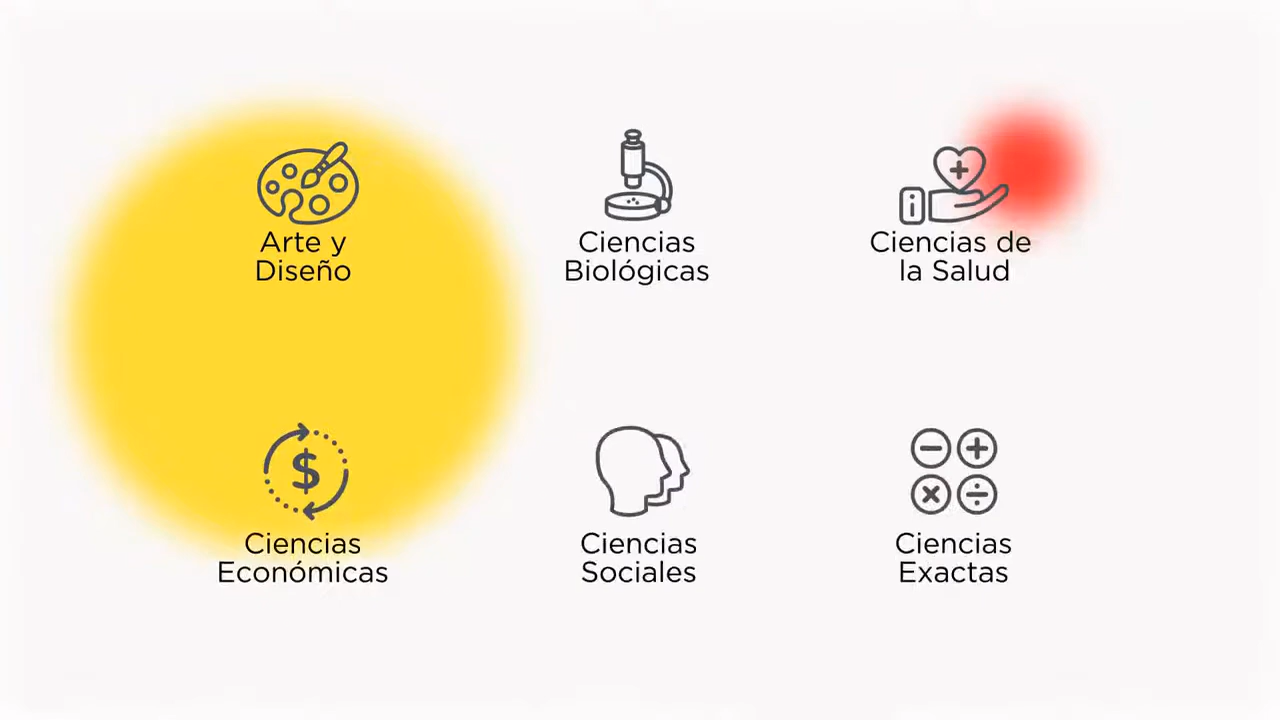 Arte y
Diseño
Ciencias
Biológicas
Ciencias de
la Salud
$
Ciencias
Económicas
Ciencias
Sociales
Ciencias
Exactas